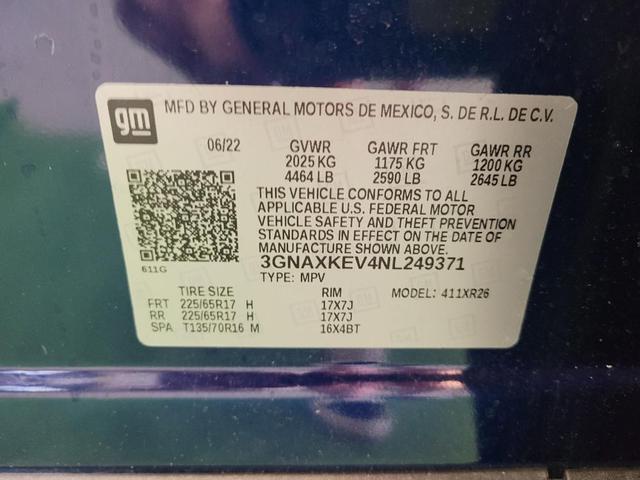 gm
MFD BY GENERAL MOTORS DE MEXICO, S. DE R.L. DE C.V.
06/22 GVWR GAWR FRT GAWR RR
2025 KG 1175 KG 1200 KG
4464 LB 2590 LB 2645 LB
THIS VEHICLE CONFORMS TO ALL
APPLICABLE U.S. FEDERAL MOTOR
VEHICLE SAFETY AND THEFT PREVENTION
STANDARDS IN EFFECT ON THE DATE OF
MANUFACTURE SHOWN ABOVE.
3GNAXKEV4NL249371
611G
TYPE: MPV
TIRE SIZE RIM MODEL: 411XR26
FRT 225/65R17 H 17X7J
RR 225/65R17 H 17X7J
SPA T135/70R16 M 16X4BT